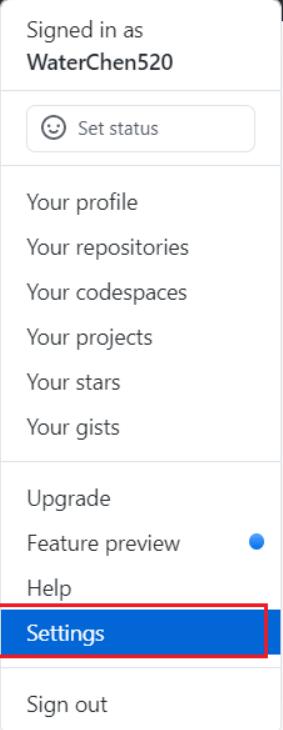 Signed in as
WaterChen520
Set status
Your profile
Your repositories
Your codespaces
Your projects
Your stars
Your gists
Upgrade
Feature preview
Help
Settings
Sign out